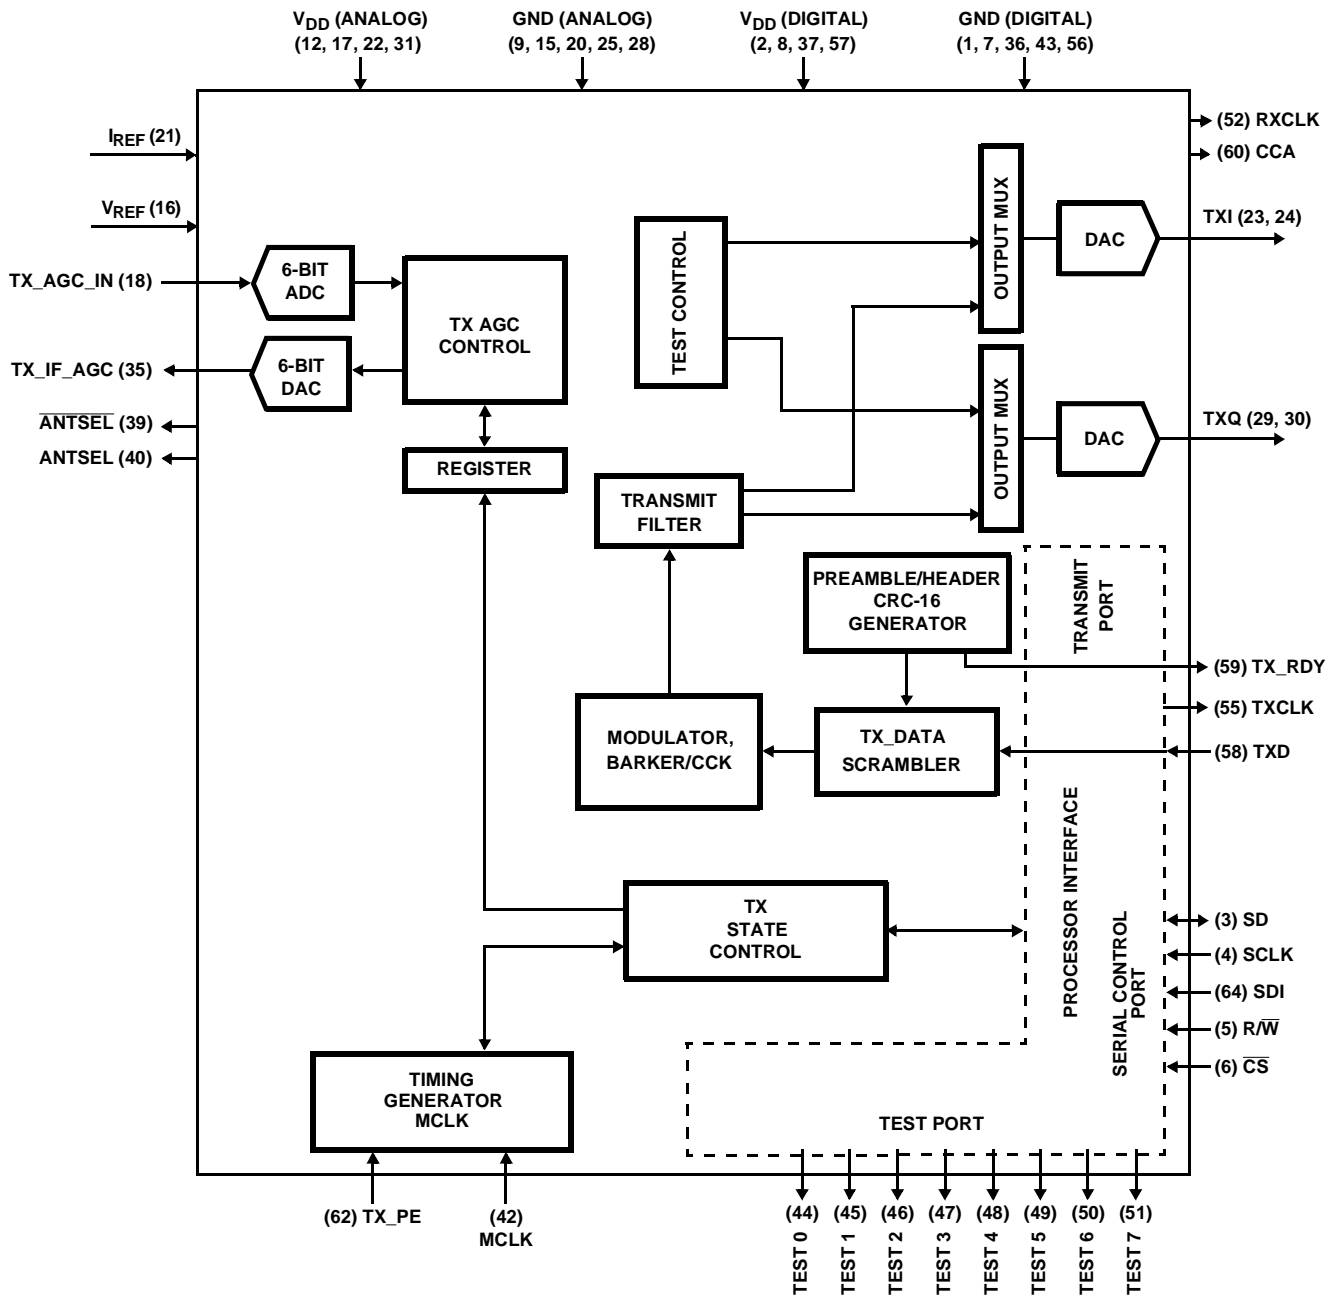 VDD (ANALOG)
(12, 17, 22, 31)
GND (ANALOG)
(9, 15, 20, 25, 28)
VDD (DIGITAL)
(2, 8, 37, 57)
GND (DIGITAL)
(1, 7, 36, 43, 56)
IREF (21)
VREF (16)
TX_AGC_IN (18)
TX_IF_AGC (35)
ANTSEL (39)
ANTSEL (40)
6-BIT
ADC
6-BIT
DAC
TX AGC
CONTROL
REGISTER
TEST CONTROL
OUTPUT MUX
DAC
OUTPUT MUX
DAC
(52) RXCLK
(60) CCA
TXI (23, 24)
TXQ (29, 30)
TRANSMIT
FILTER
PREAMBLE/HEADER
CRC-16
GENERATOR
TRANSMIT
PORT
(59) TX_RDY
(55) TXCLK
(58) TXD
MODULATOR,
BARKER/CCK
TX_DATA
SCRAMBLER
PROCESSOR INTERFACE
TX
STATE
CONTROL
SERIAL CONTROL
PORT
(3) SD
(4) SCLK
(64) SDI
(5) R/W
(6) CS
TIMING
GENERATOR
MCLK
TEST PORT
(62) TX_PE
(42)
MCLK
(44)
TEST 0
(45)
TEST 1
(46)
TEST 2
(47)
TEST 3
(48)
TEST 4
(49)
TEST 5
(50)
TEST 6
(51)
TEST 7